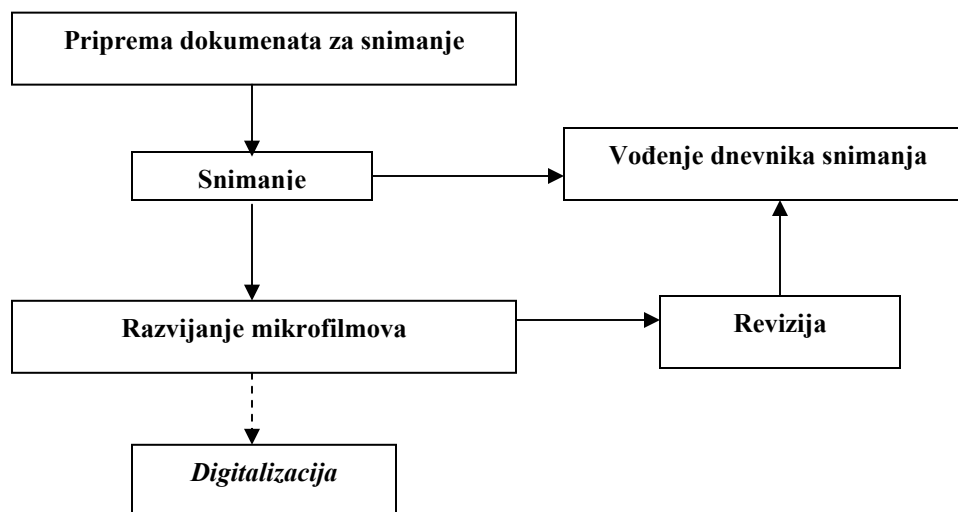 Priprema dokumenata za snimanje
Vođenje dnevnika snimanja
Snimanje
Razvijanje mikrofilmova
Revizija
Digitalizacija